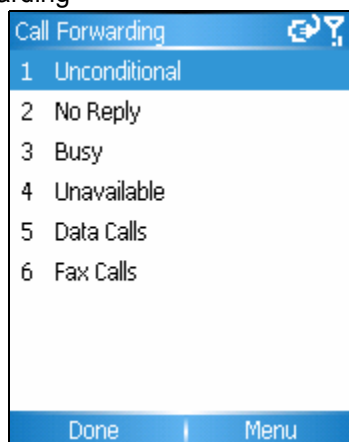 Call Forwarding
1 Unconditional
2 No Reply
3 Busy
4 Unavailable
5 Data Calls
6 Fax Calls
Done Menu